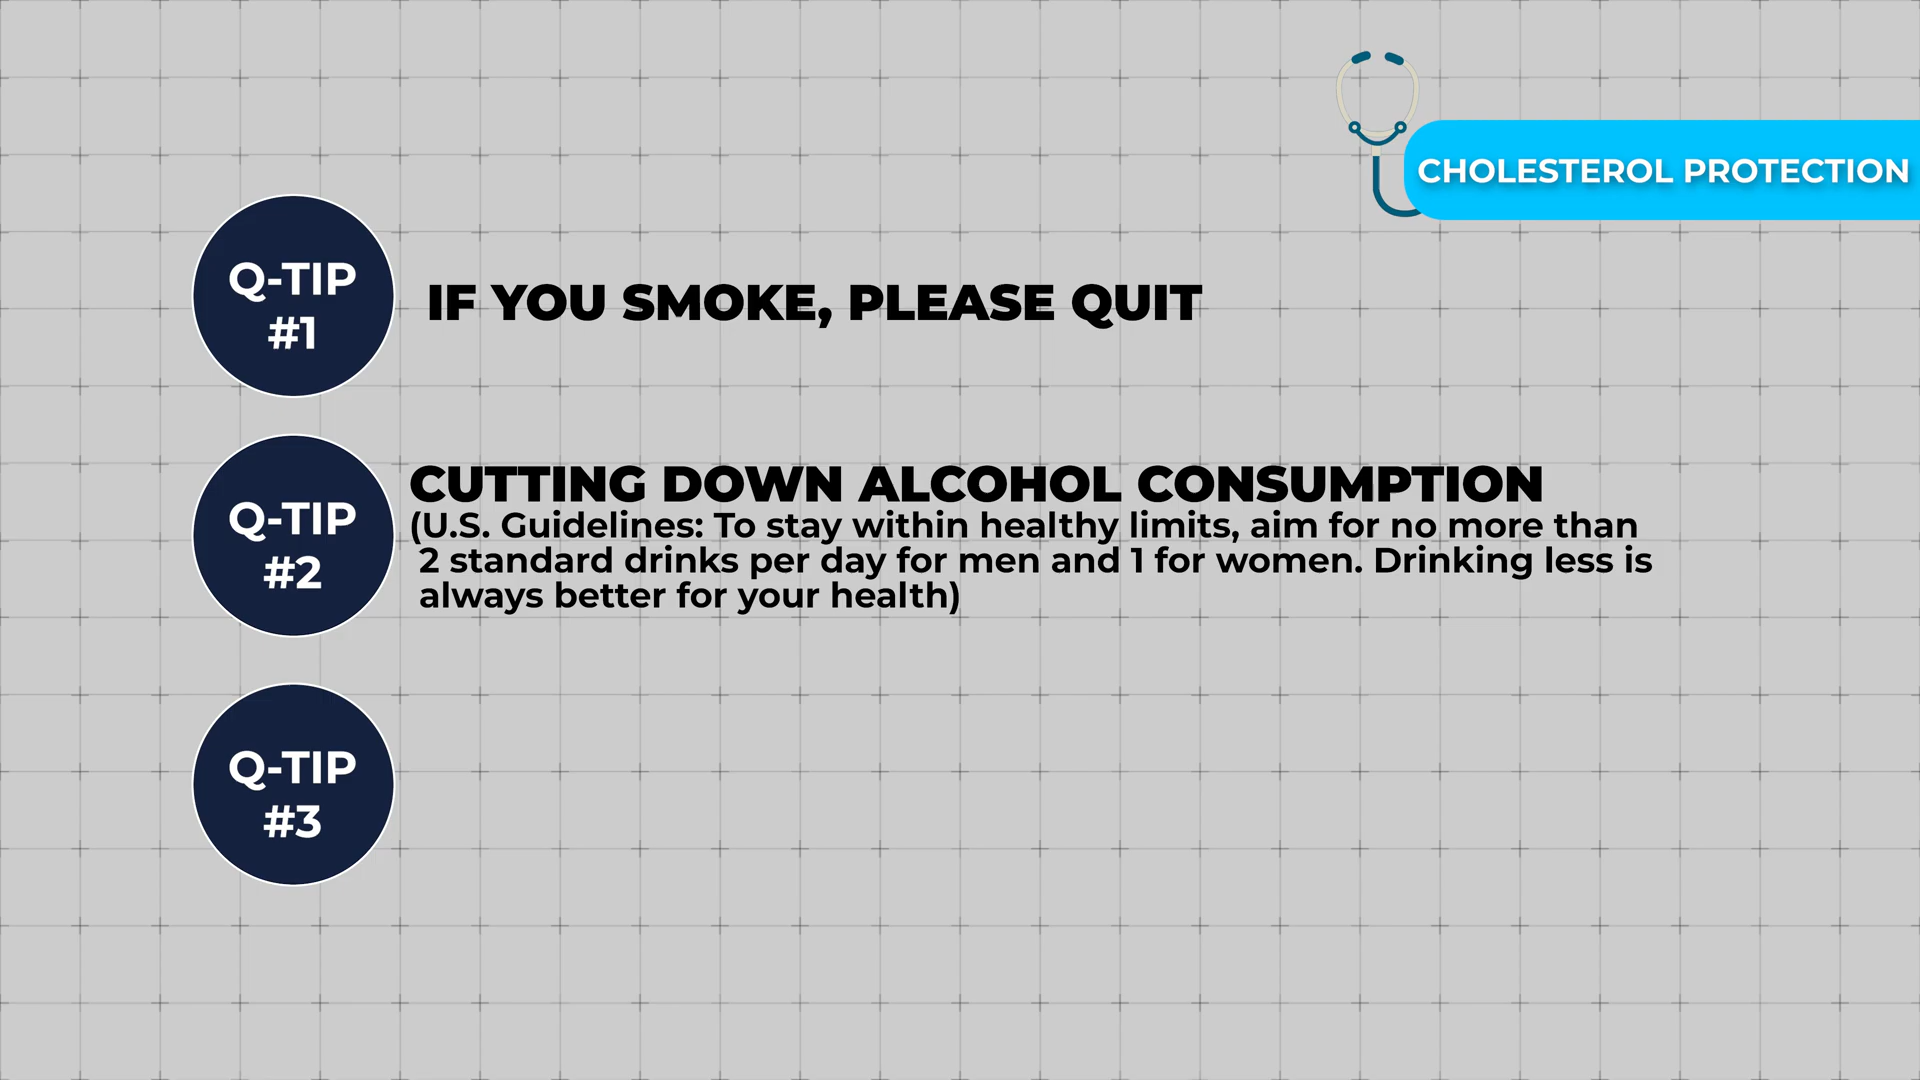 CHOLESTEROL PROTECTION
Q-TIP
#1
IF YOU SMOKE, PLEASE QUIT
Q-TIP
#2
CUTTING DOWN ALCOHOL CONSUMPTION
(U.S. Guidelines: To stay within healthy limits, aim for no more than
2 standard drinks per day for men and 1 for women. Drinking less is
always better for your health)
Q-TIP
#3